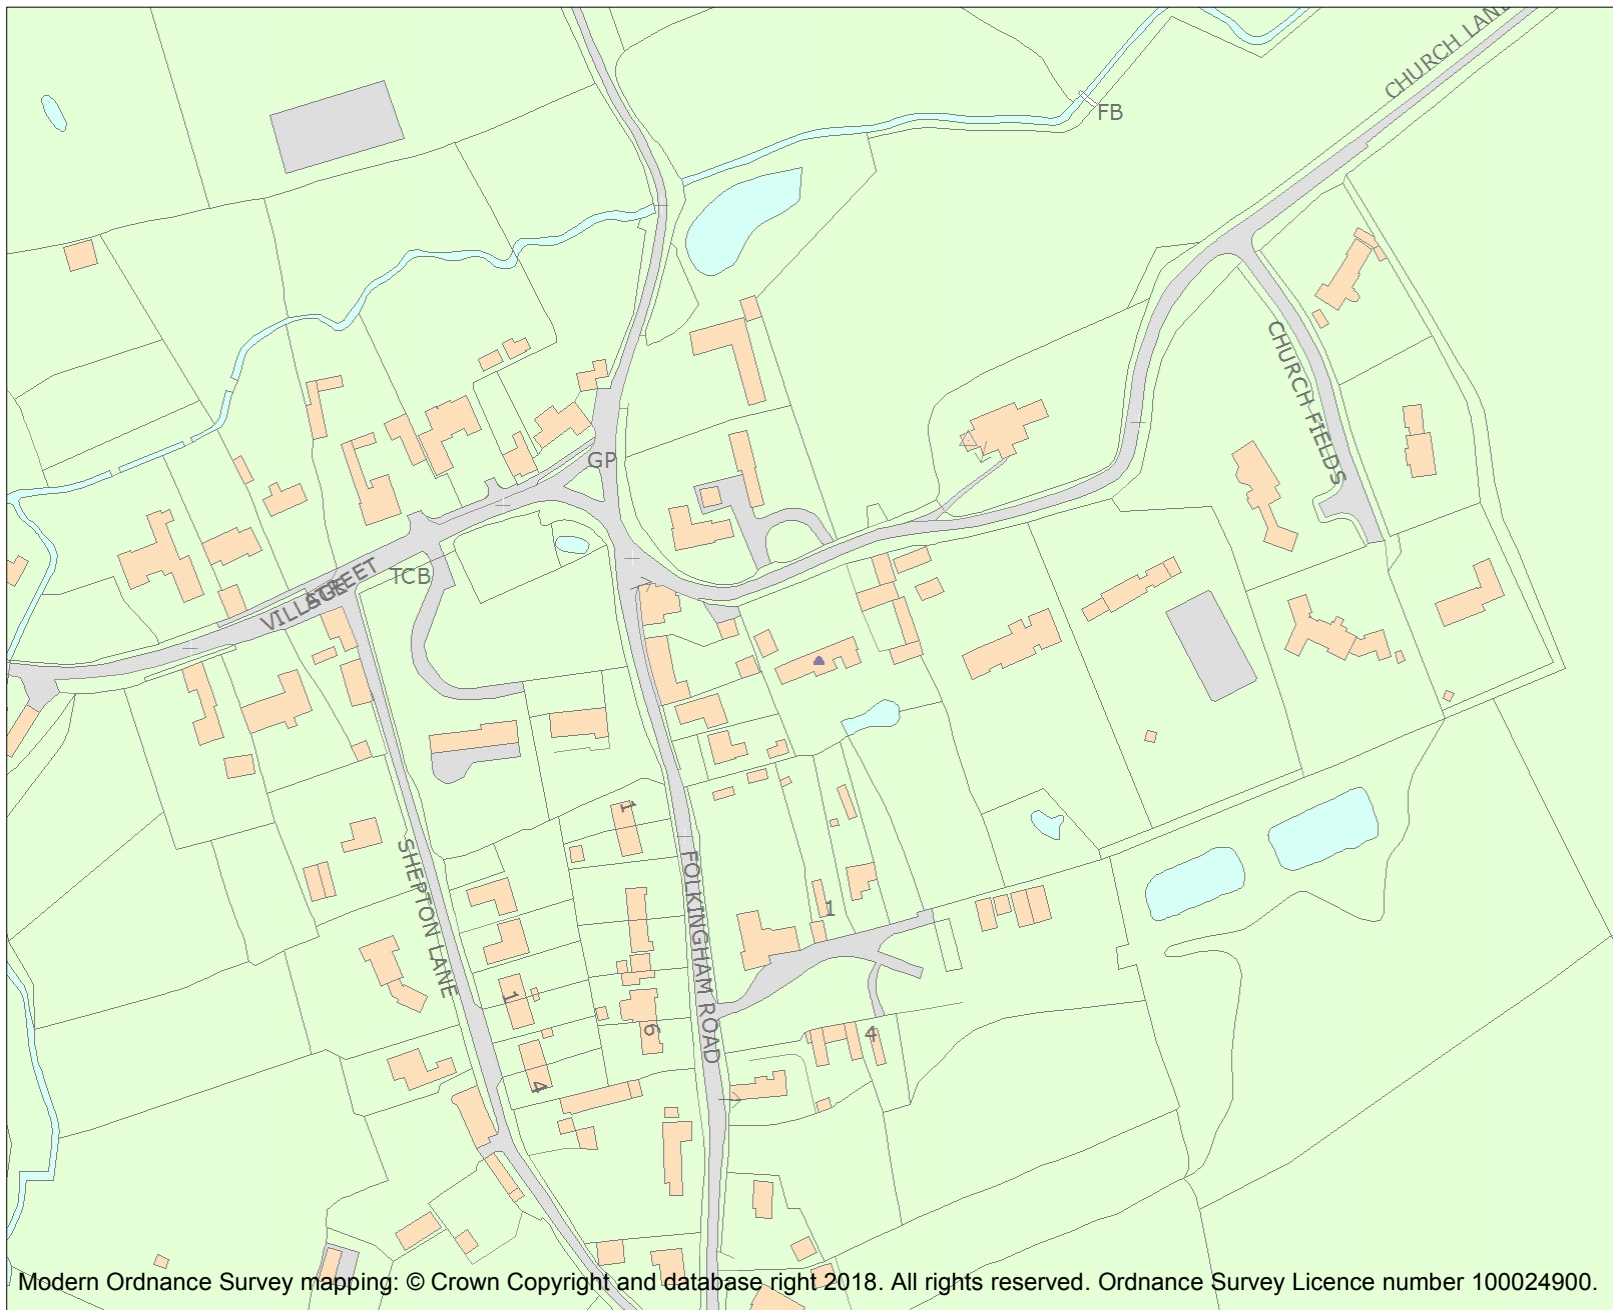 CHURCH LANE
FB
CHURCH FIELDS
GP
TCB
VILLAGE
STREET
1
SHEPTON LANE
FOLKINGHAM ROAD
1
1
6
4
4
Modern Ordnance Survey mapping: © Crown Copyright and database right 2018. All rights reserved. Ordnance Survey Licence number 100024900.